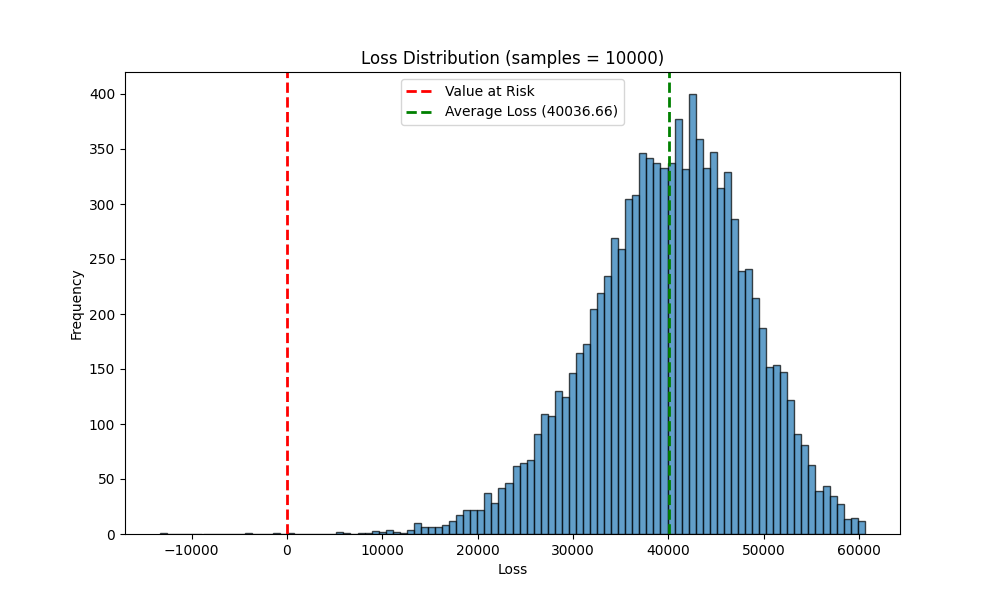 Loss Distribution (samples = 10000)
Value at Risk
Average Loss (40036.66)
400
350
300
250
200
150
100
50
0
Frequency
−10000 0 10000 20000 30000 40000 50000 60000
Loss